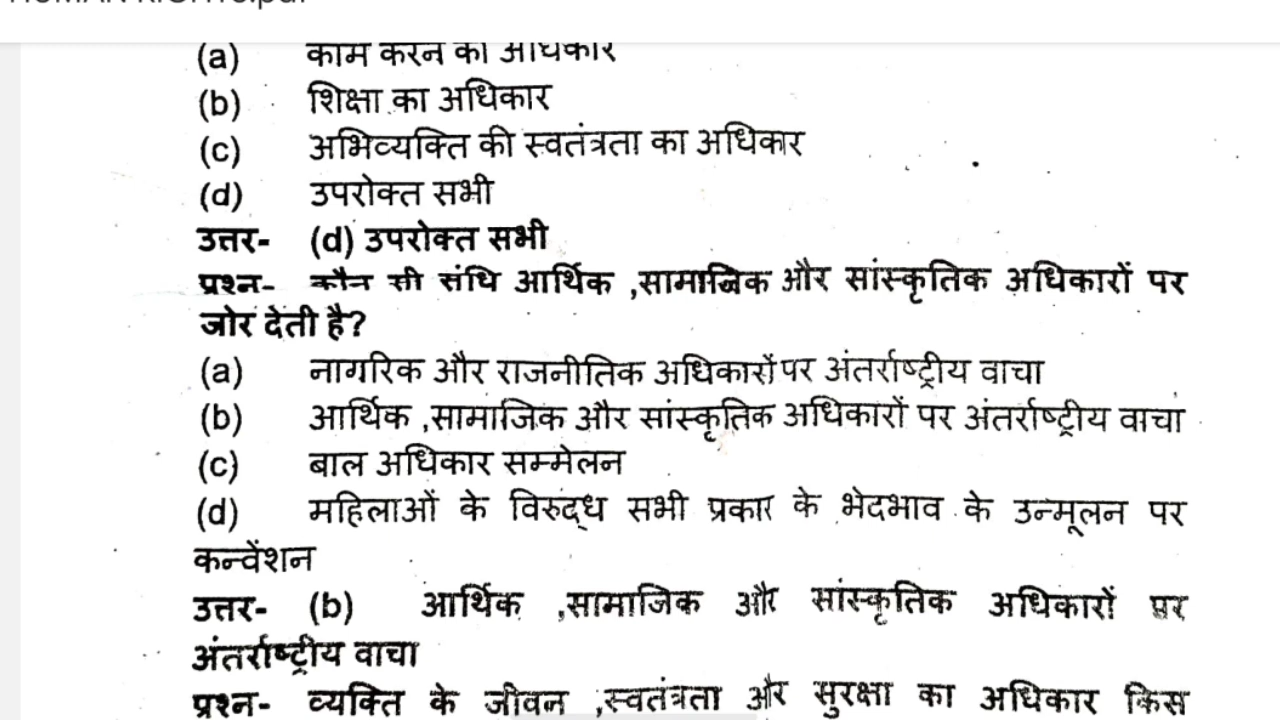 (a) काम करने का अधिकार
(b) शिक्षा का अधिकार
(c) अभिव्यक्ति की स्वतंत्रता का अधिकार
(d) उपरोक्त सभी
उत्तर- (d) उपरोक्त सभी
प्रश्न- कौन सी संधि आर्थिक ,सामाजिक और सांस्कृतिक अधिकारों पर
जोर देती है?
(a) नागरिक और राजनीतिक अधिकारों पर अंतर्राष्ट्रीय वाचा
(b) आर्थिक ,सामाजिक और सांस्कृतिक अधिकारों पर अंतर्राष्ट्रीय वाचा
(c) बाल अधिकार सम्मेलन
(d) महिलाओं के विरुद्ध सभी प्रकार के भेदभाव के उन्मूलन पर
कन्वेंशन
उत्तर- (b) आर्थिक ,सामाजिक और सांस्कृतिक अधिकारों पर
अंतर्राष्ट्रीय वाचा
प्रश्न- व्यक्ति के जीवन ,स्वतंत्रता और सुरक्षा का अधिकार किस